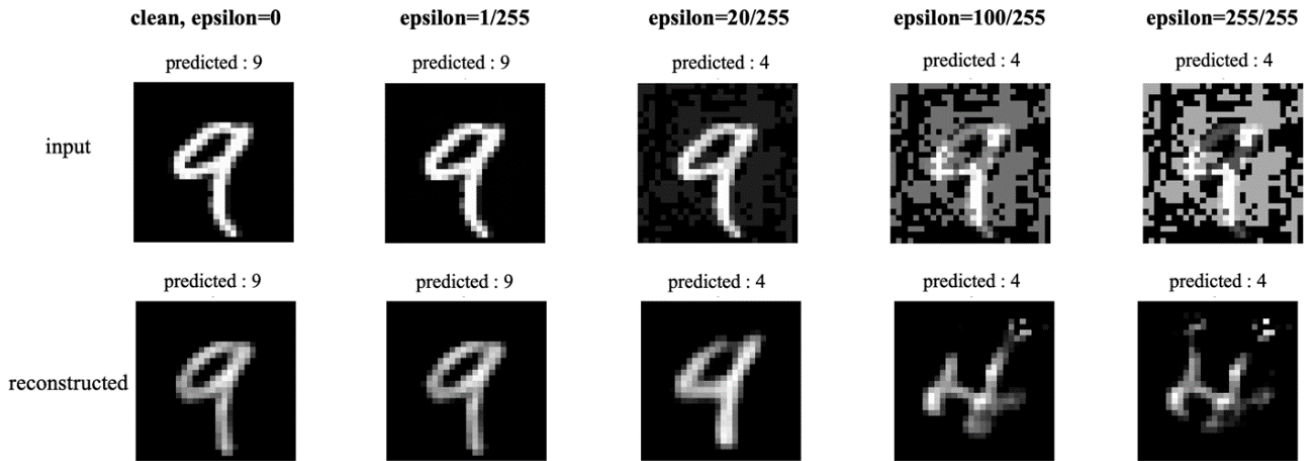 clean, epsilon=0 epsilon=1/255 epsilon=20/255 epsilon=100/255 epsilon=255/255
predicted : 9 predicted : 9 predicted : 4 predicted : 4 predicted : 4
input
predicted : 9 predicted : 9 predicted : 4 predicted : 4 predicted : 4
reconstructed